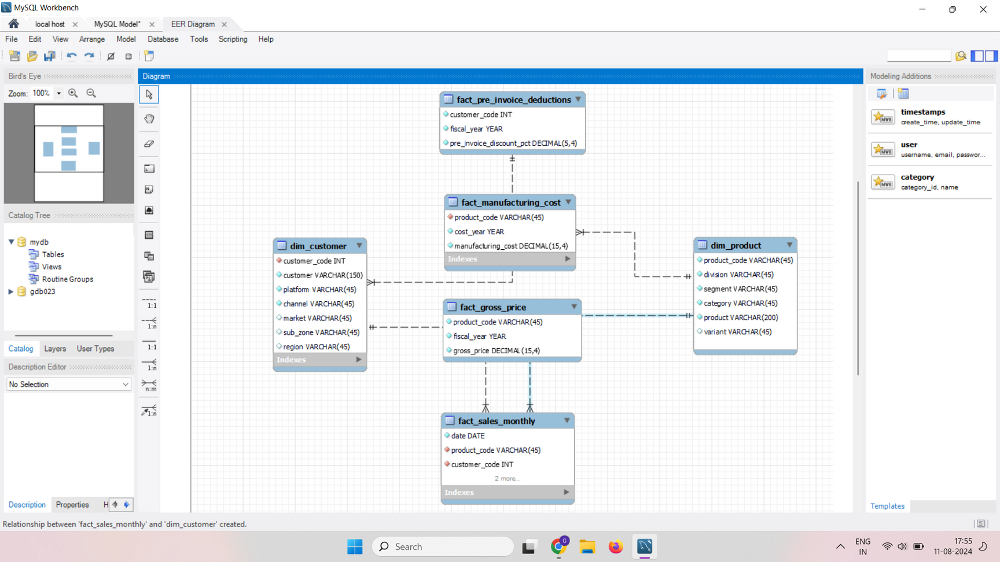 MySQL Workbench
local host
MySQL Model*
EER Diagram
File Edit View Arrange Model Database Tools Scripting Help
Bird's Eye
Zoom: 100%
Diagram
Modeling Additions
timestamps
create_time, update_time
user
username, email, passwor...
category
category_id, name
MWB
MWB
MWB
fact_pre_invoice_deductions
customer_code INT
fiscal_year YEAR
pre_invoice_discount_pct DECIMAL(5,4)
fact_manufacturing_cost
product_code VARCHAR(45)
cost_year YEAR
manufacturing_cost DECIMAL(15,4)
Indexes
dim_customer
customer_code INT
customer VARCHAR(150)
platform VARCHAR(45)
channel VARCHAR(45)
market VARCHAR(45)
sub_zone VARCHAR(45)
region VARCHAR(45)
Indexes
dim_product
product_code VARCHAR(45)
division VARCHAR(45)
segment VARCHAR(45)
category VARCHAR(45)
product VARCHAR(200)
variant VARCHAR(45)
fact_gross_price
product_code VARCHAR(45)
fiscal_year YEAR
gross_price DECIMAL(15,4)
fact_sales_monthly
date DATE
product_code VARCHAR(45)
customer_code INT
2 more...
Indexes
Catalog Tree
mydb
Tables
Views
Routine Groups
gdb023
Catalog Layers User Types
Description Editor
No Selection
1:1
1:n
1:1
1:n
n:m
1:n
Description Properties H
Templates
Relationship between 'fact_sales_monthly' and 'dim_customer' created.
Search
G
ENG
IN
17:55
11-08-2024